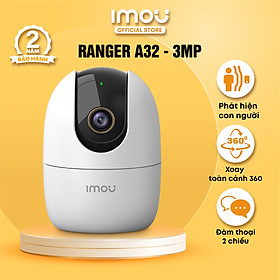 imou
OFFICIAL STORE
2
NĂM
BẢO HÀNH
RANGER A32 - 3MP
Phát hiện
con người
360°
Xoay
toàn cảnh 360
Đàm thoại
2 chiều
imou